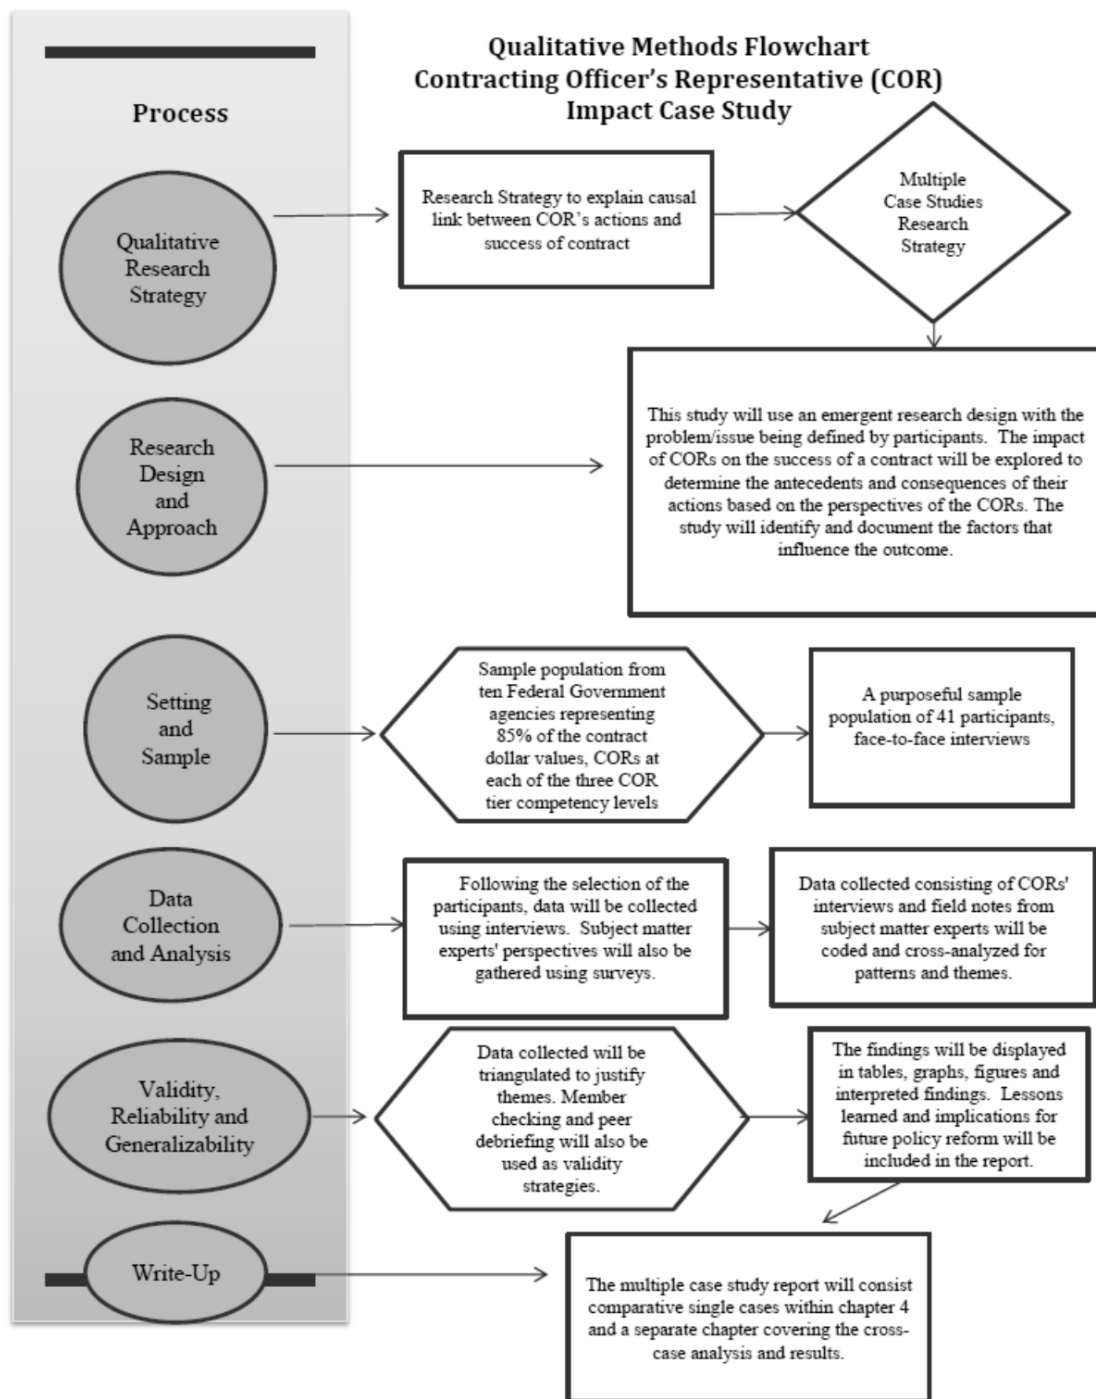 Qualitative Methods Flowchart
Contracting Officer's Representative (COR)
Impact Case Study
Process
Qualitative
Research
Strategy
Research Strategy to explain causal
link between COR's actions and
success of contract
Multiple
Case Studies
Research
Strategy
Research
Design
and
Approach
This study will use an emergent research design with the
problem/issue being defined by participants. The impact
of CORs on the success of a contract will be explored to
determine the antecedents and consequences of their
actions based on the perspectives of the CORs. The
study will identify and document the factors that
influence the outcome.
Setting
and
Sample
Sample population from
ten Federal Government
agencies representing
85% of the contract
dollar values, CORs at
each of the three COR
tier competency levels
A purposeful sample
population of 41 participants,
face-to-face interviews
Data
Collection
and Analysis
Following the selection of the
participants, data will be collected
using interviews. Subject matter
experts' perspectives will also be
gathered using surveys.
Data collected consisting of CORs'
interviews and field notes from
subject matter experts will be
coded and cross-analyzed for
patterns and themes.
Validity,
Reliability and
Generalizability
Data collected will be
triangulated to justify
themes. Member
checking and peer
debriefing will also be
used as validity
strategies.
The findings will be displayed
in tables, graphs, figures and
interpreted findings. Lessons
learned and implications for
future policy reform will be
included in the report.
Write-Up
The multiple case study report will consist
comparative single cases within chapter 4
and a separate chapter covering the cross-
case analysis and results.